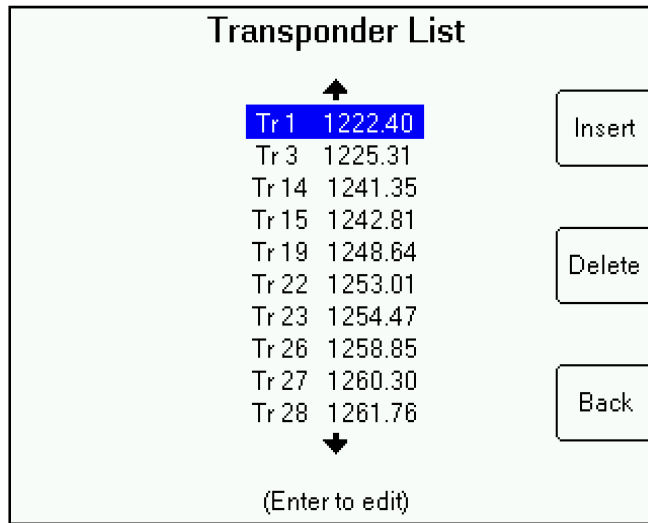 Transponder List
Tr 1 1222.40
Tr 3 1225.31
Tr 14 1241.35
Tr 15 1242.81
Tr 19 1248.64
Tr 22 1253.01
Tr 23 1254.47
Tr 26 1258.85
Tr 27 1260.30
Tr 28 1261.76
(Enter to edit)
Insert
Delete
Back